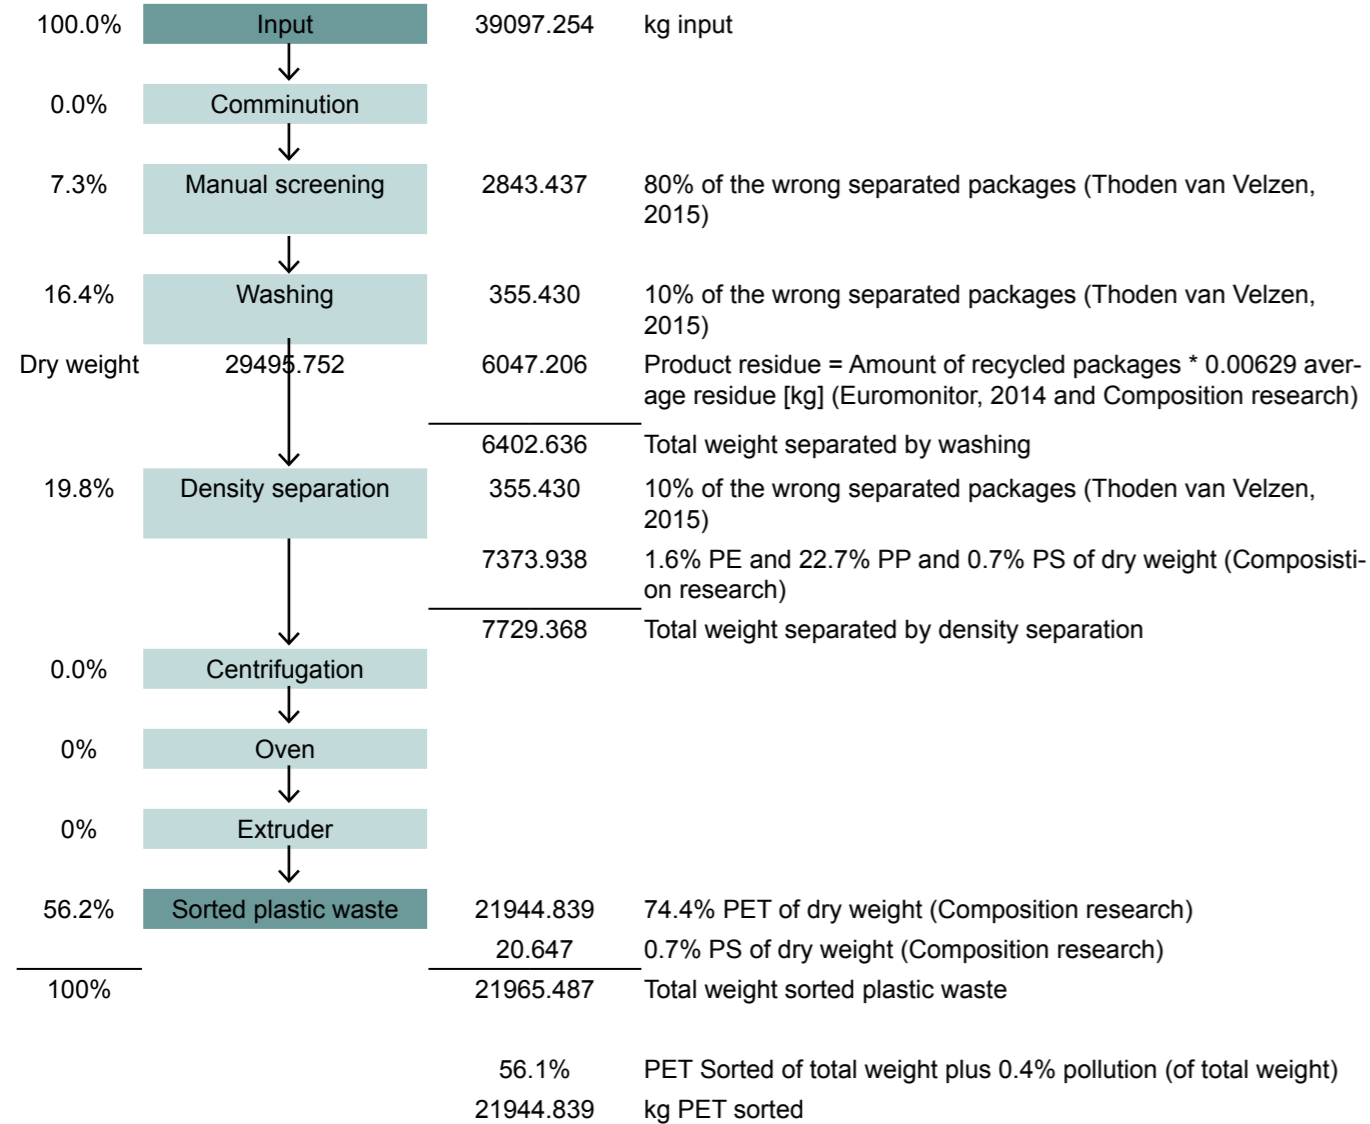 100.0% Input 39097.254 kg input
0.0% Comminution
7.3% Manual screening 2843.437 80% of the wrong separated packages (Thoden van Velzen,
2015)
16.4% Washing 355.430 10% of the wrong separated packages (Thoden van Velzen,
2015)
Dry weight 29495.752 6047.206 Product residue = Amount of recycled packages * 0.00629 aver-
age residue [kg] (Euromonitor, 2014 and Composition research)
6402.636 Total weight separated by washing
19.8% Density separation 355.430 10% of the wrong separated packages (Thoden van Velzen,
2015)
7373.938 1.6% PE and 22.7% PP and 0.7% PS of dry weight (Composisti-
on research)
7729.368 Total weight separated by density separation
0.0% Centrifugation
0% Oven
0% Extruder
56.2% Sorted plastic waste 21944.839 74.4% PET of dry weight (Composition research)
20.647 0.7% PS of dry weight (Composition research)
100% 21965.487 Total weight sorted plastic waste
56.1% PET Sorted of total weight plus 0.4% pollution (of total weight)
21944.839 kg PET sorted